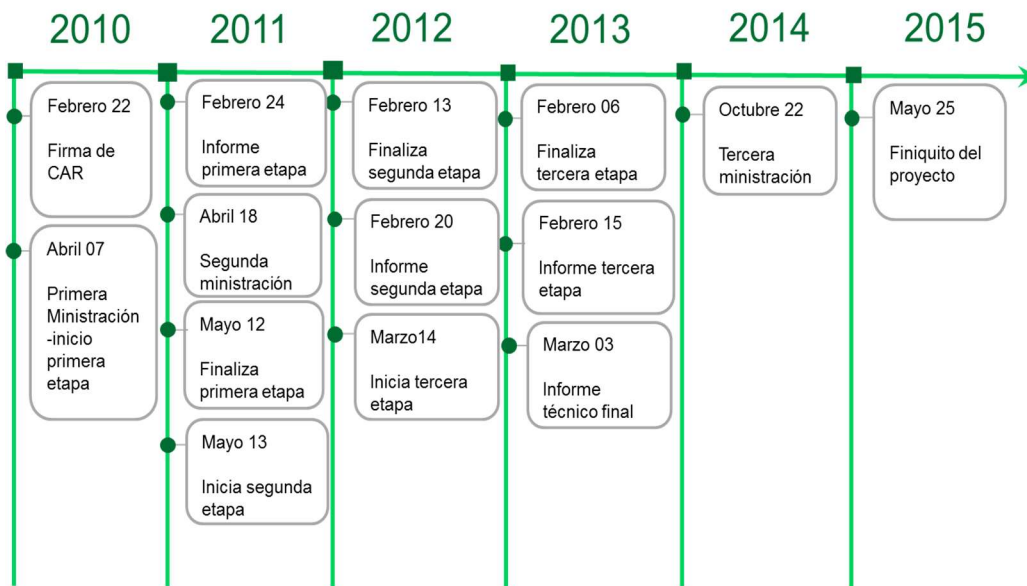 2010
2011
2012
2013
2014
2015
Febrero 22
Firma de
CAR
Abril 07
Primera
Ministración
-inicio
primera
etapa
Febrero 24
Informe
primera etapa
Abril 18
Segunda
ministración
Mayo 12
Finaliza
primera etapa
Mayo 13
Inicia segunda
etapa
Febrero 13
Finaliza
segunda etapa
Febrero 20
Informe
segunda etapa
Marzo14
Inicia tercera
etapa
Febrero 06
Finaliza
tercera etapa
Febrero 15
Informe tercera
etapa
Marzo 03
Informe
técnico final
Octubre 22
Tercera
ministración
Mayo 25
Finiquito del
proyecto